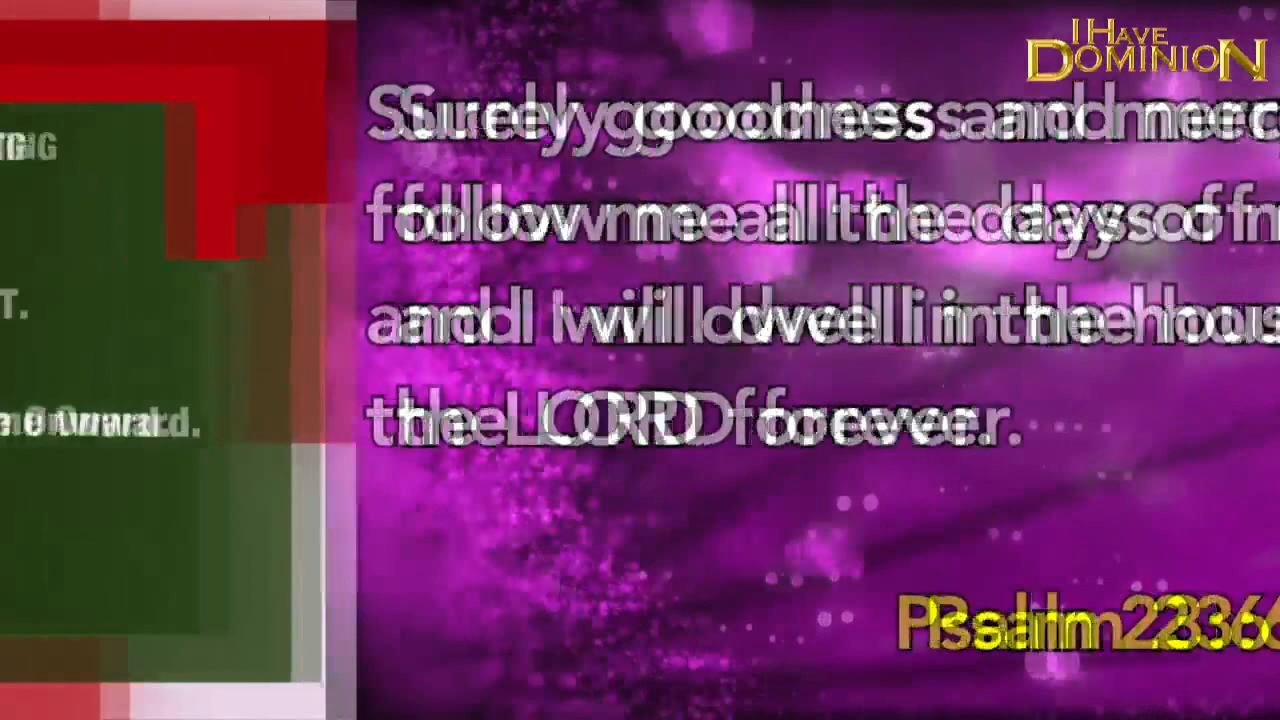 I HAVE
DOMINION
Surely goodness and merc
follow me all the days of m
and I will dwell in the hous
the LORD forever.
Psalm 23 6
T.